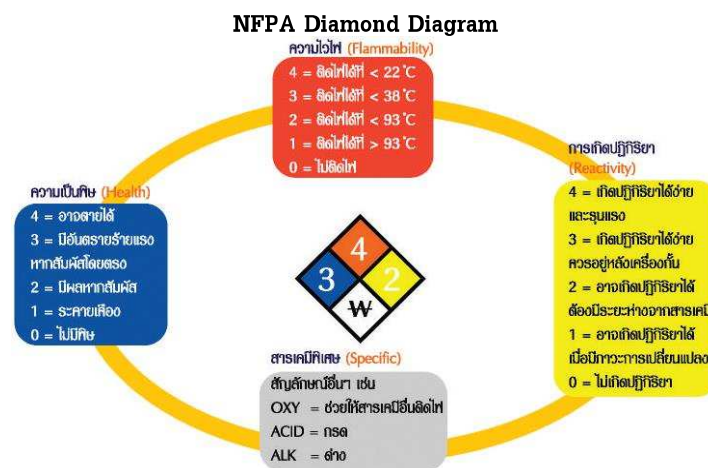 NFPA Diamond Diagram
ความไวไฟ (Flammability)
4 = ติดไฟได้ที่ < 22 °C
3 = ติดไฟได้ที่ < 38 °C
2 = ติดไฟได้ที่ < 93 °C
1 = ติดไฟได้ที่ > 93 °C
0 = ไม่ติดไฟ
การเกิดปฏิกิริยา
(Reactivity)
4 = เกิดปฏิกิริยาได้ง่าย
และรุนแรง
3 = เกิดปฏิกิริยาได้ง่าย
ควรอยู่หลังเครื่องกั้น
2 = อาจเกิดปฏิกิริยาได้
ต้องมีระยะห่างจากสารเคมี
1 = อาจเกิดปฏิกิริยาได้
เมื่อมีภาวะการเปลี่ยนแปลง
0 = ไม่เกิดปฏิกิริยา
ความเป็นพิษ (Health)
4 = อาจตายได้
3 = มีอันตรายร้ายแรง
หากสัมผัสโดยตรง
2 = มีผลหากสัมผัส
1 = ระคายเคือง
0 = ไม่มีพิษ
4
3 2
W
สารเคมีพิเศษ (Specific)
สัญลักษณ์อื่นๆ เช่น
OXY = ช่วยให้สารเคมีอื่นติดไฟ
ACID = กรด
ALK = ด่าง